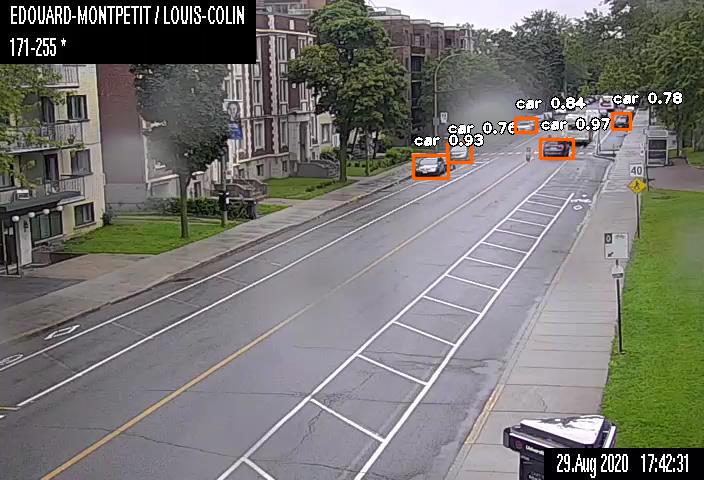 EDOUARD-MONTPETIT / LOUIS-COLIN
171-255 *
car 0.84
car 0.78
car 0.76
car 0.97
car 0.93
40
29.Aug 2020 17:42:31